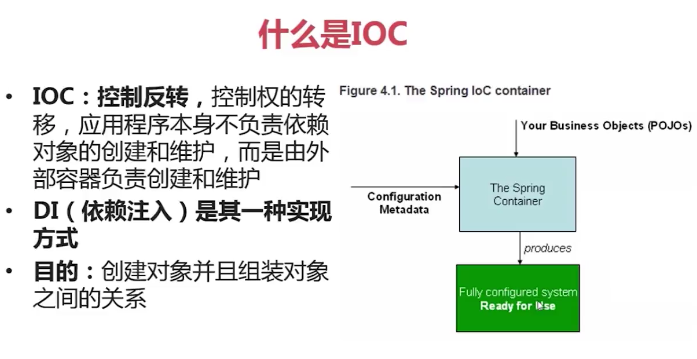 什么是IOC
• IOC：控制反转，控制权的转
移，应用程序本身不负责依赖
对象的创建和维护，而是由外
部容器负责创建和维护
• DI（依赖注入）是其一种实现
方式
• 目的：创建对象并且组装对象
之间的关系
Figure 4.1. The Spring IoC container
Your Business Objects (POJOs)
The Spring
Container
Configuration
Metadata
produces
Fully configured system
Ready for Use